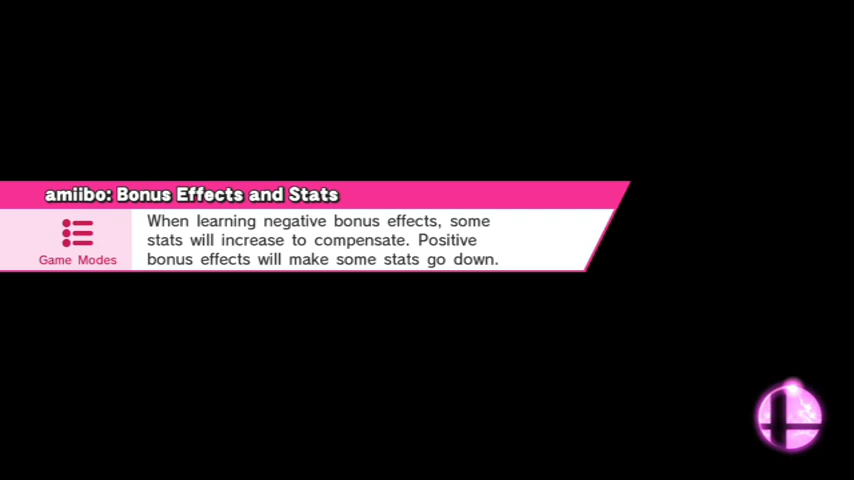 amiibo: Bonus Effects and Stats
When learning negative bonus effects, some
stats will increase to compensate. Positive
bonus effects will make some stats go down.
Game Modes